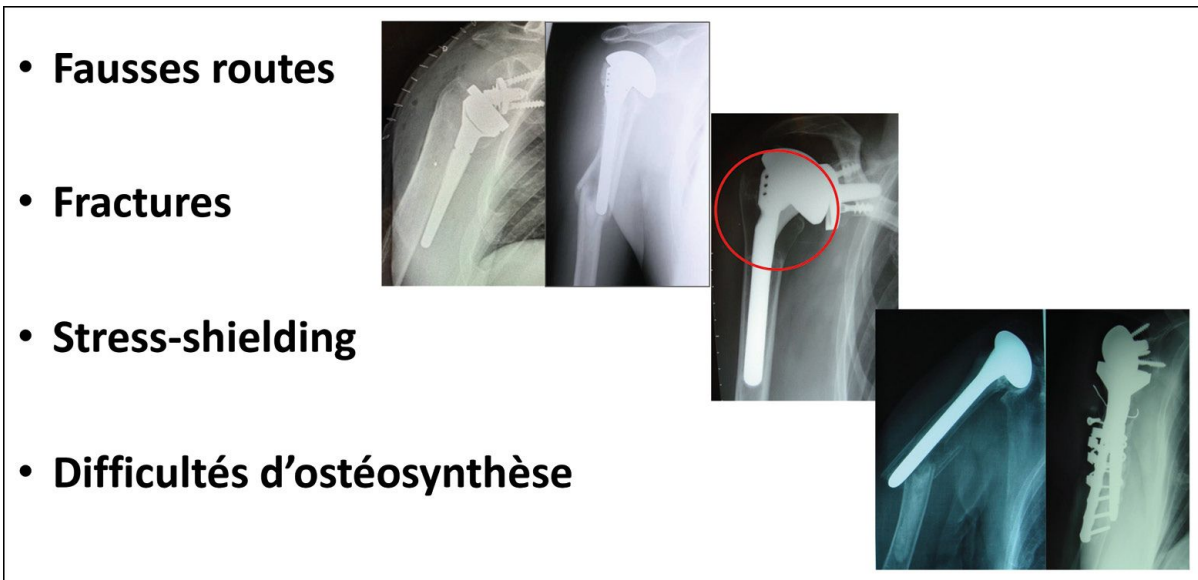 • Fausses routes
• Fractures
• Stress-shielding
• Difficultés d’ostéosynthèse